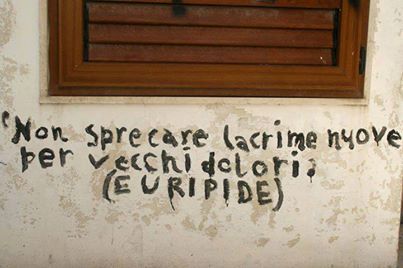 "Non sprecare lacrime nuove
per vecchi dolori"
(EURIPIDE)